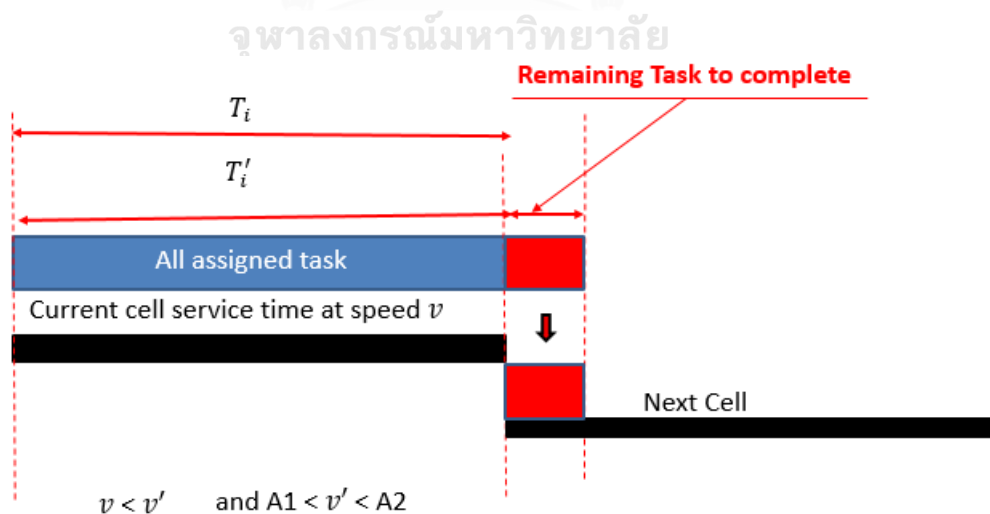 จุฬาลงกรณ์มหาวิทยาลัย
Remaining Task to complete
T_i
T_i′
All assigned task
Current cell service time at speed v
Next Cell
v < v′ and A1 < v′ < A2